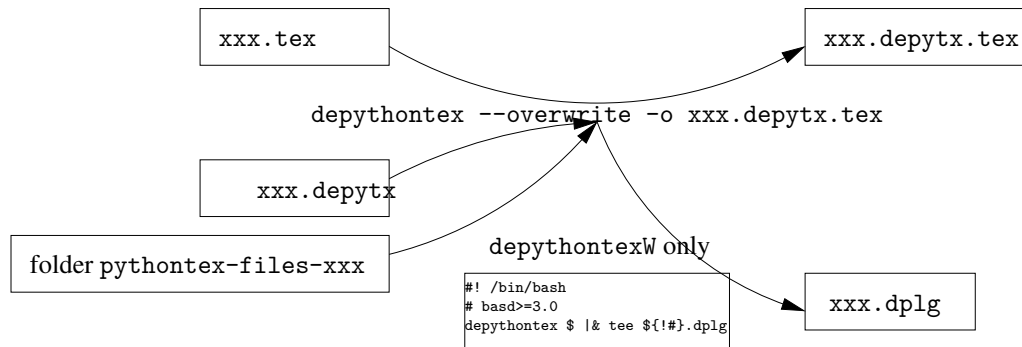 xxx.tex
xxx.depytx.tex
depythontex --overwrite -o xxx.depytx.tex
xxx.depytx
folder pythontex-files-xxx
depythontexW only
#! /bin/bash
# basd>=3.0
depythontex $ |& tee ${!#}.dplg
xxx.dplg